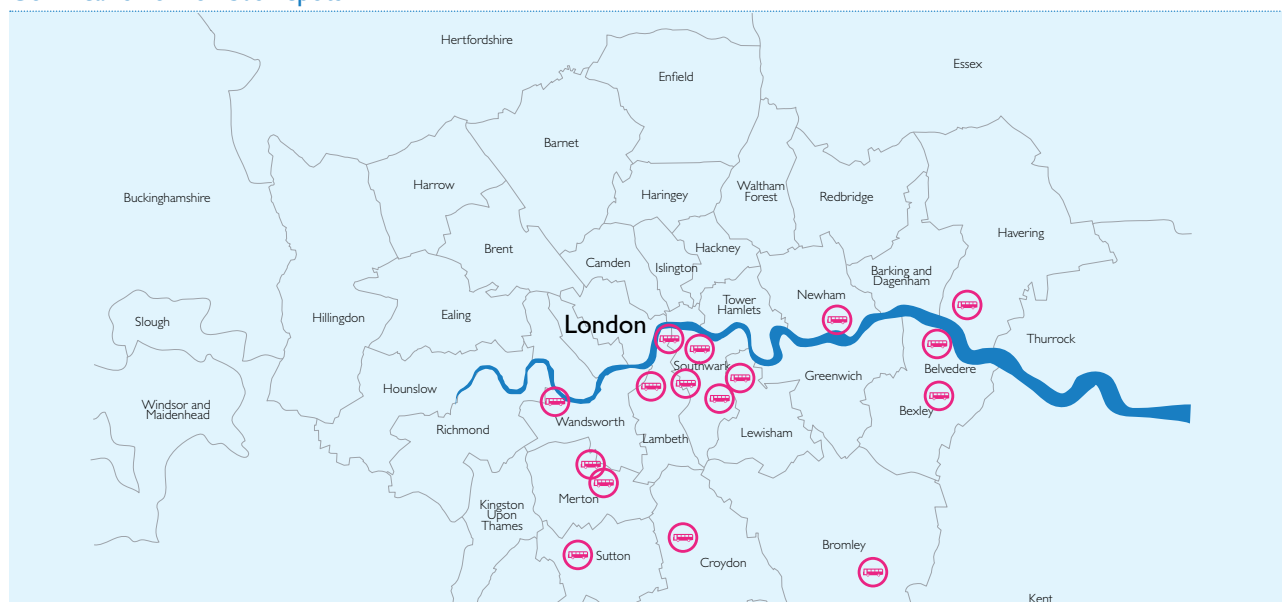 Hertfordshire
Essex
Enfield
Barnet
Harrow
Haringey
Waltham
Forest
Redbridge
Buckinghamshire
Havering
Brent
Hackney
Camden
Islington
Barking and
Dagenham
Newham
Tower
Hamlets
Slough
Hillingdon
Ealing
London
Thurrock
Southwark
Belvedere
Greenwich
Hounslow
Windsor and
Maidenhead
Bexley
Wandsworth
Richmond
Lambeth
Lewisham
Merton
Kingston
Upon
Thames
Sutton
Croydon
Bromley
Kent